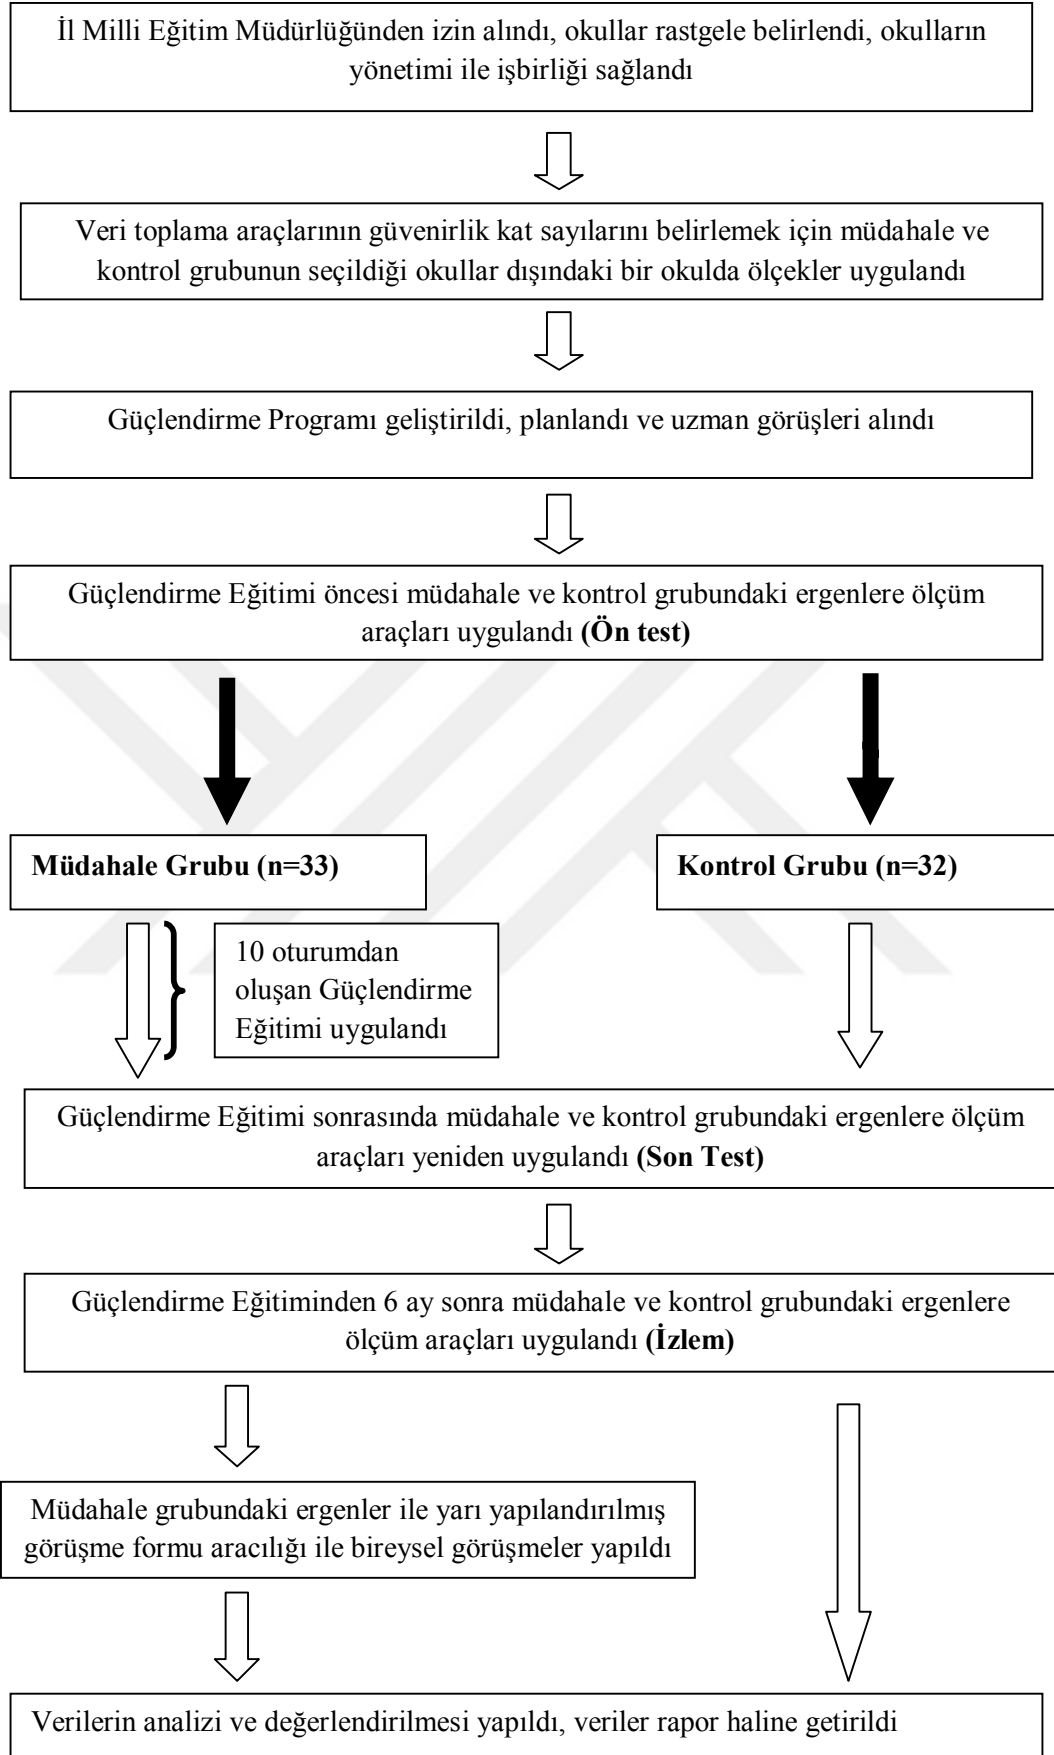 İl Milli Eğitim Müdürlüğünden izin alındı, okullar rastgele belirlendi, okulların
yönetimi ile işbirliği sağlandı
Veri toplama araçlarının güvenirlik kat sayılarını belirlemek için müdahale ve
kontrol grubunun seçildiği okullar dışındaki bir okulda ölçekler uygulandı
Güçlendirme Programı geliştirildi, planlandı ve uzman görüşleri alındı
Güçlendirme Eğitimi öncesi müdahale ve kontrol grubundaki ergenlere ölçüm
araçları uygulandı (Ön test)
Müdahale Grubu (n=33)
Kontrol Grubu (n=32)
10 oturumdan
oluşan Güçlendirme
Eğitimi uygulandı
Güçlendirme Eğitimi sonrasında müdahale ve kontrol grubundaki ergenlere ölçüm
araçları yeniden uygulandı (Son Test)
Güçlendirme Eğitiminden 6 ay sonra müdahale ve kontrol grubundaki ergenlere
ölçüm araçları uygulandı (İzlem)
Müdahale grubundaki ergenler ile yarı yapılandırılmış
görüşme formu aracılığı ile bireysel görüşmeler yapıldı
Verilerin analizi ve değerlendirilmesi yapıldı, veriler rapor haline getirildi